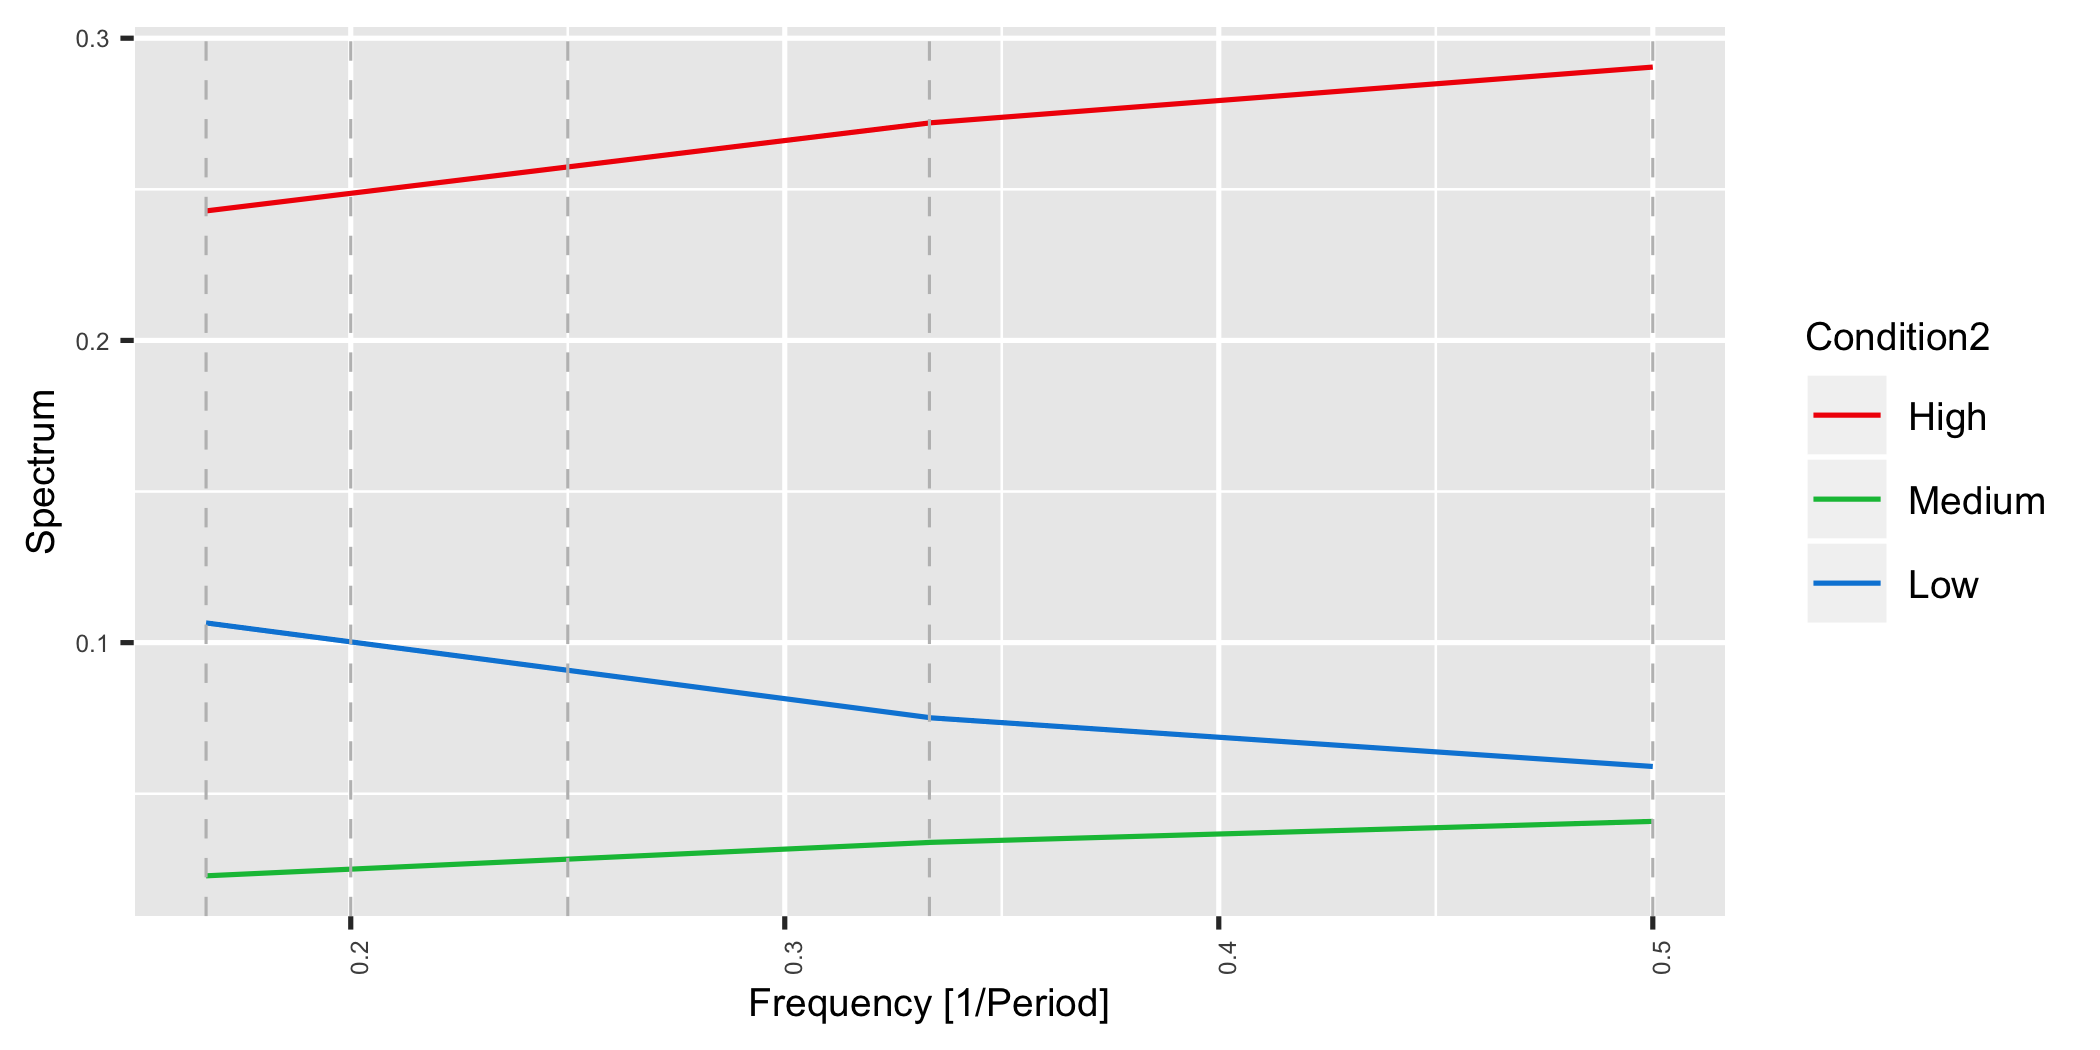 0.3
0.2
0.1
Spectrum
0.2
0.3
0.4
0.5
Frequency [1/Period]
Condition2
High
Medium
Low